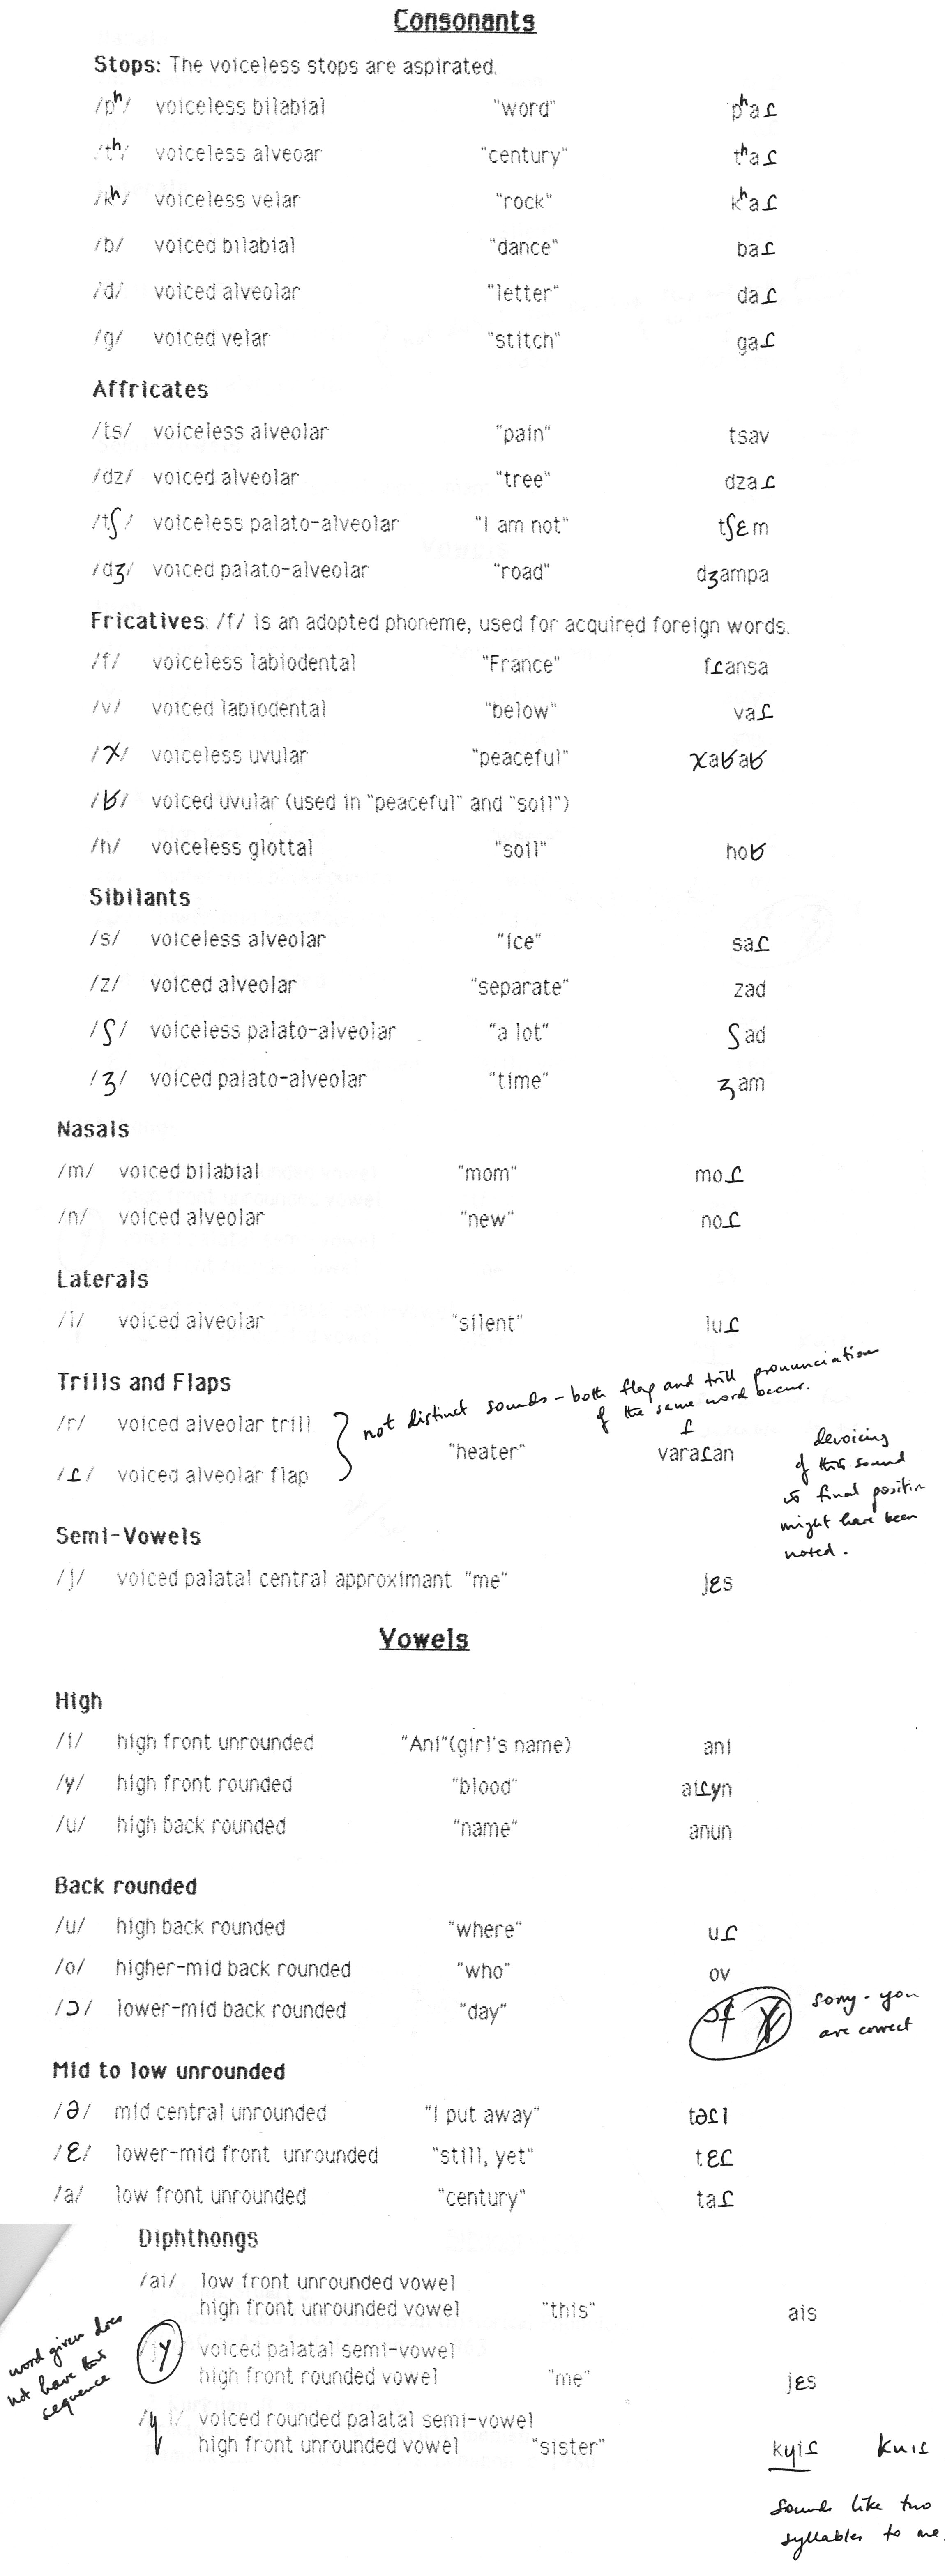 Consonants
Stops: The voiceless stops are aspirated.
/pʰ/ voiceless bilabial "word" pʰaɾ
/tʰ/ voiceless alveoar "century" tʰaɾ
/kʰ/ voiceless velar "rock" kʰaɾ
/b/ voiced bilabial "dance" baɾ
/d/ voiced alveolar "letter" daɾ
/g/ voiced velar "stitch" gaɾ
Affricates
/ts/ voiceless alveolar "pain" tsav
/dz/ voiced alveolar "tree" dzaɾ
/tʃ/ voiceless palato-alveolar "I am not" tʃɛm
/dʒ/ voiced palato-alveolar "road" dʒampa
Fricatives: /f/ is an adopted phoneme, used for acquired foreign words.
/f/ voiceless labiodental "France" fɾansa
/v/ voiced labiodental "below" vaɾ
/χ/ voiceless uvular "peaceful" χaʁaʁ
/ʁ/ voiced uvular (used in "peaceful" and "soil")
/h/ voiceless glottal "soil" hoʁ
Sibilants
/s/ voiceless alveolar "ice" saɾ
/z/ voiced alveolar "separate" zad
/ʃ/ voiceless palato-alveolar "a lot" ʃad
/ʒ/ voiced palato-alveolar "time" ʒam
Nasals
/m/ voiced bilabial "mom" moɾ
/n/ voiced alveolar "new" noɾ
Laterals
/l/ voiced alveolar "silent" luɾ
Trills and Flaps
not distinct sounds - both flap and trill pronunciation
of the same word occur.
/r/ voiced alveolar trill
ɾ
"heater" varaɾan
/ɾ/ voiced alveolar flap
devoicing
of this sound
in final position
might have been
noted.
Semi-Vowels
/j/ voiced palatal central approximant "me" jɛs
Vowels
High
/i/ high front unrounded "Ani"(girl's name) ani
/y/ high front rounded "blood" aɾyn
/u/ high back rounded "name" anun
Back rounded
/u/ high back rounded "where" uɾ
/o/ higher-mid back rounded "who" ov
/ɔ/ lower-mid back rounded "day"
sorry - you
are correct
Mid to low unrounded
/ə/ mid central unrounded "I put away" təɾi
/ɛ/ lower-mid front unrounded "still, yet" tɛɾ
/a/ low front unrounded "century" taɾ
Diphthongs
/ai/ low front unrounded vowel
high front unrounded vowel "this" ais
word given does
not have this
sequence
y voiced palatal semi-vowel
high front rounded vowel "me" jɛs
/ɥ i/ voiced rounded palatal semi-vowel
high front unrounded vowel "sister" kyiɾ kuiɾ
sounds like two
syllables to me.